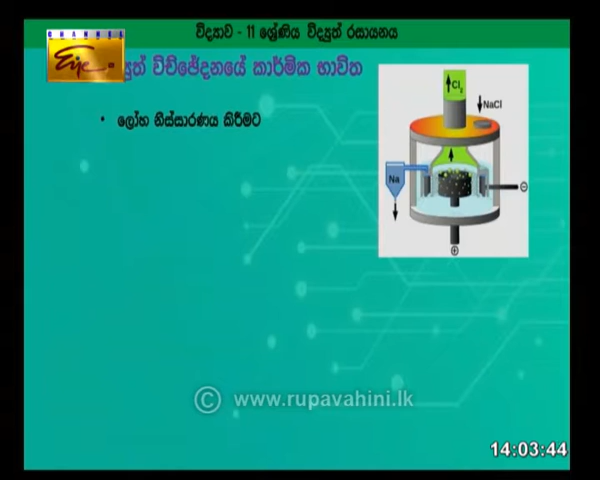 විද්‍යාව - 11 ශ්‍රේණිය විද්‍යුත් රසායනය
CHANNEL
Eye
විච්ඡේදනයේ කාර්මික භාවිත
• ලෝහ නිස්සාරණය කිරීමට
Cl2
NaCl
Na
© www.rupavahini.lk
14:03:44